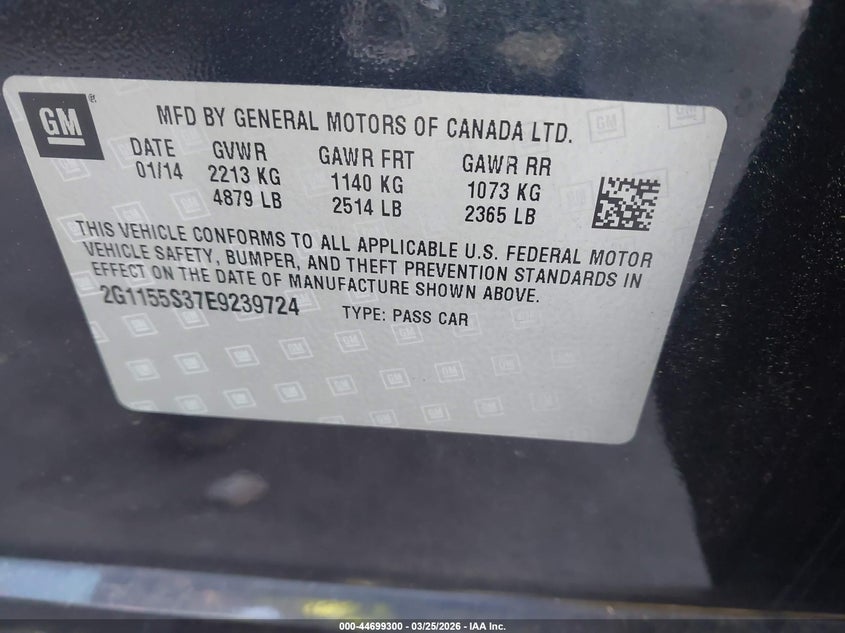 GM
MFD BY GENERAL MOTORS OF CANADA LTD.
DATE GVWR GAWR FRT GAWR RR
01/14 2213 KG 1140 KG 1073 KG
4879 LB 2514 LB 2365 LB
THIS VEHICLE CONFORMS TO ALL APPLICABLE U.S. FEDERAL MOTOR
VEHICLE SAFETY, BUMPER, AND THEFT PREVENTION STANDARDS IN
EFFECT ON THE DATE OF MANUFACTURE SHOWN ABOVE.
2G1155S37E9239724 TYPE: PASS CAR
000-44699300 - 03/25/2026 - IAA Inc.